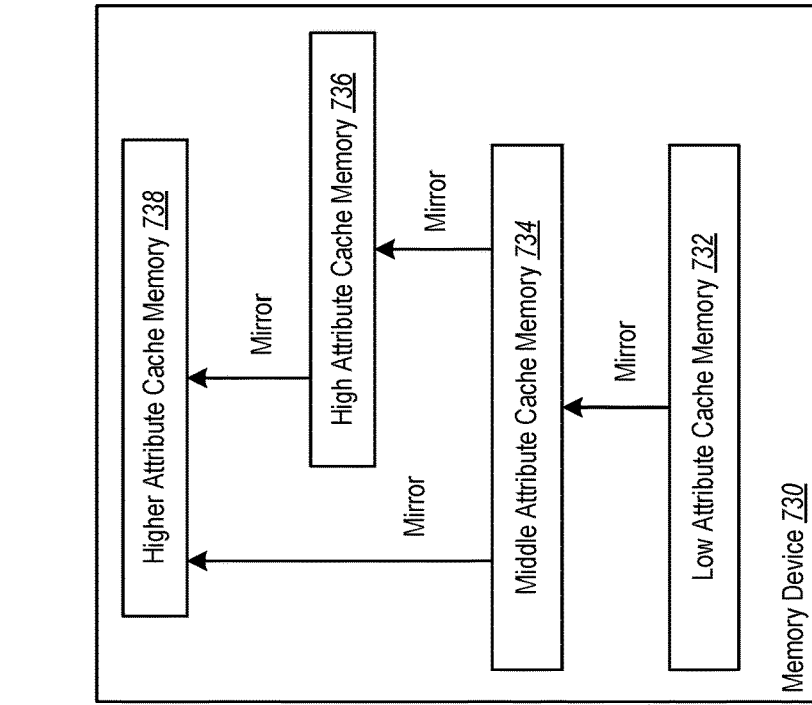 Higher Attribute Cache Memory 738
Mirror
High Attribute Cache Memory 736
Mirror
Mirror
Middle Attribute Cache Memory 734
Mirror
Low Attribute Cache Memory 732
Memory Device 730